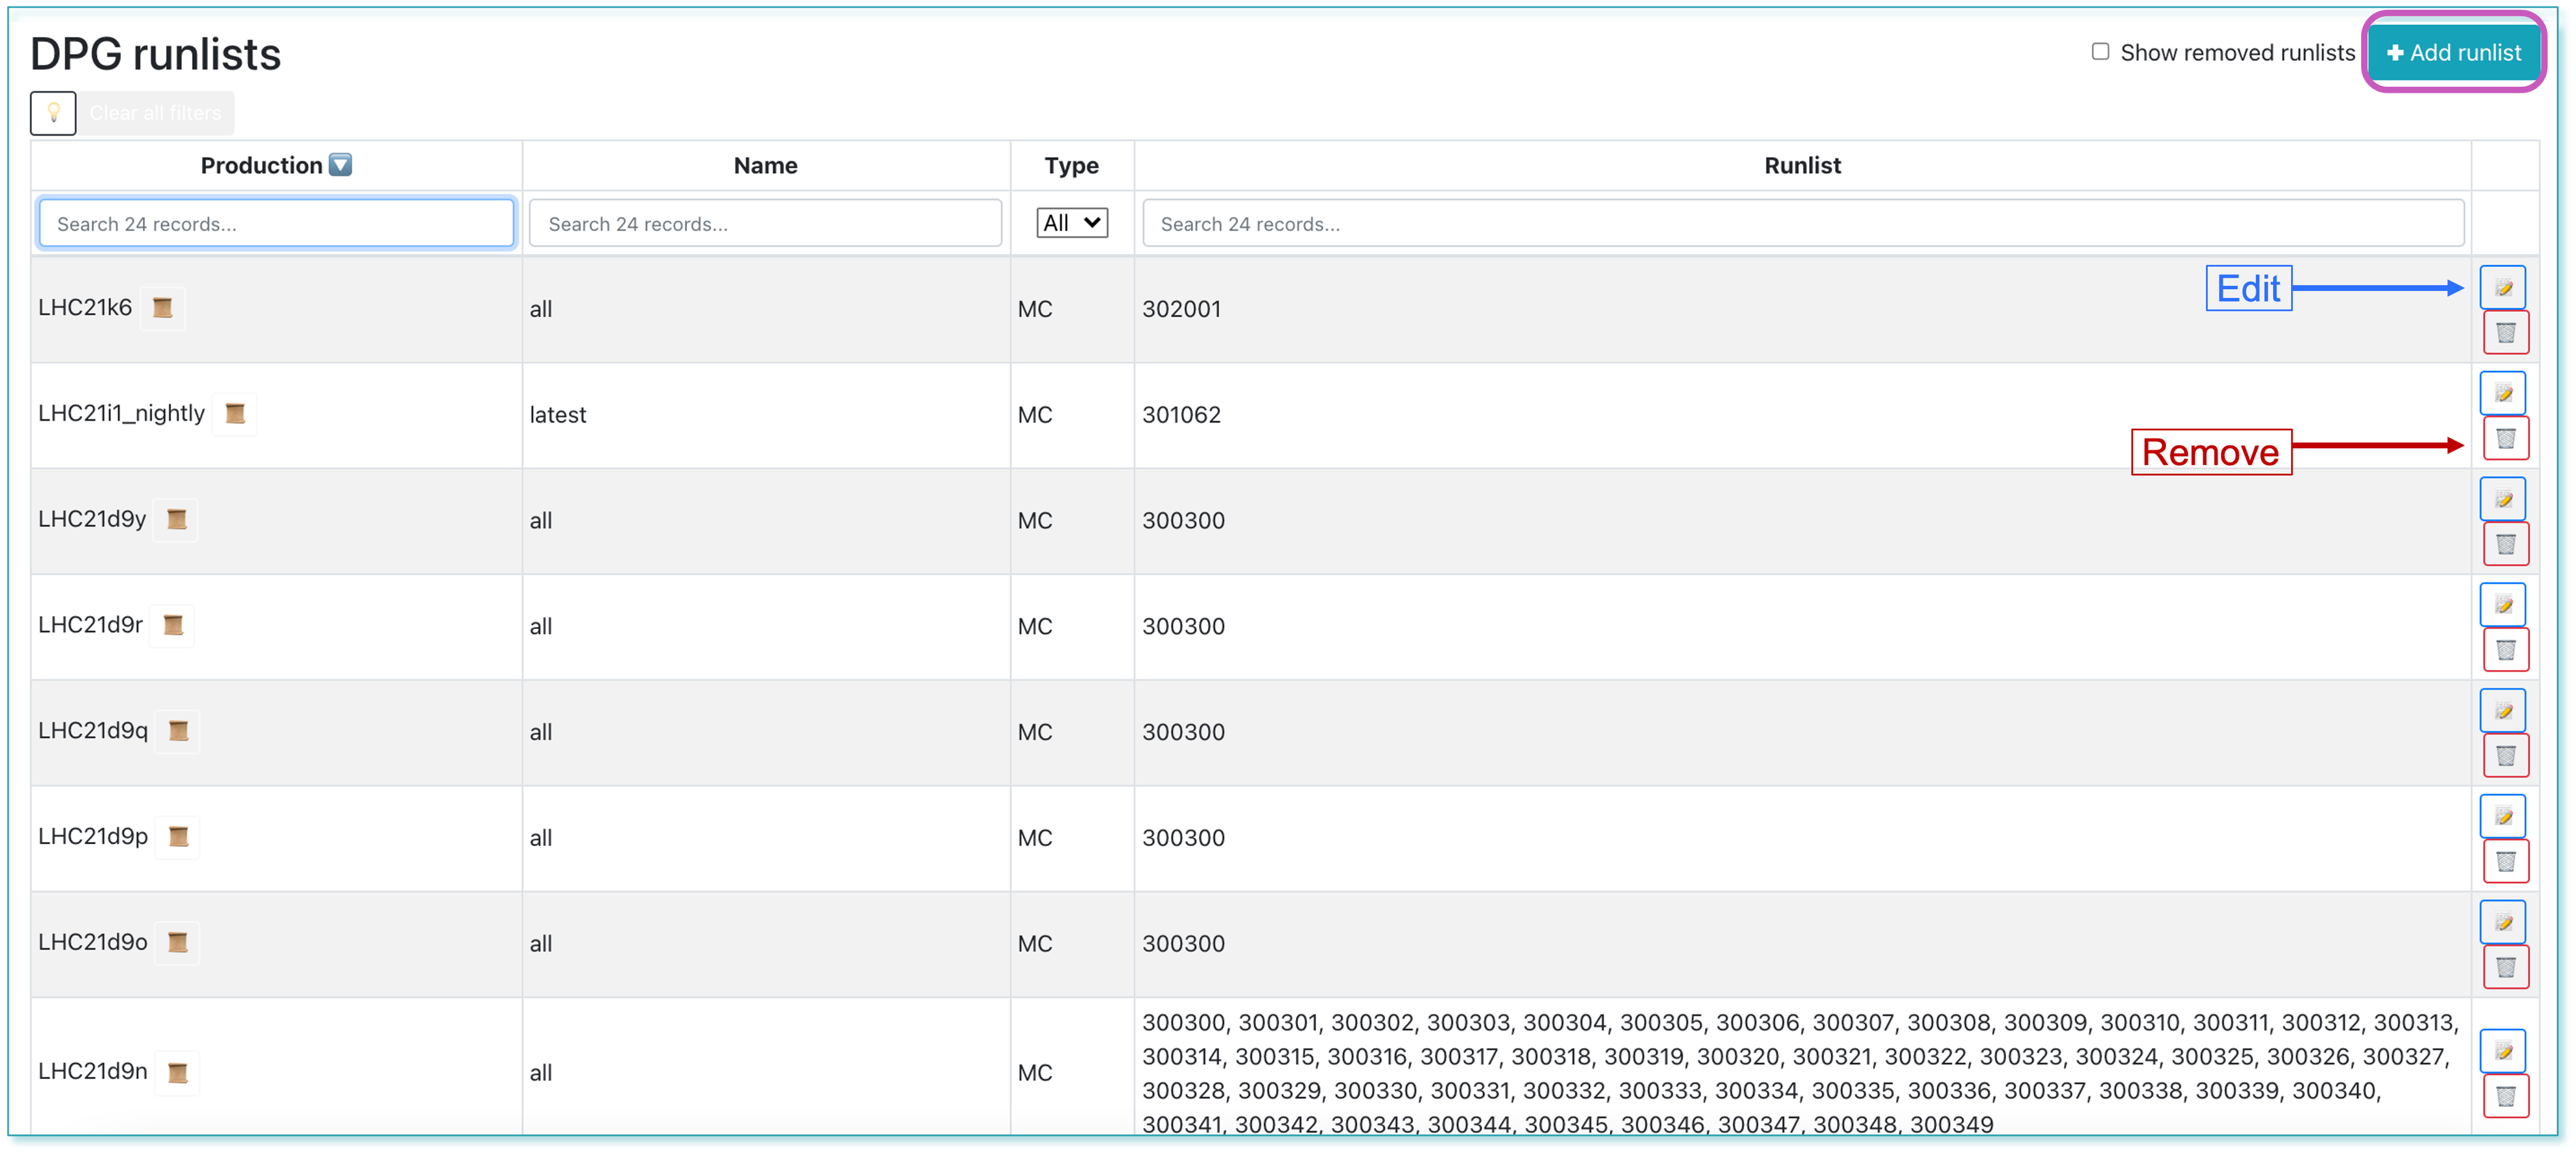 DPG runlists
Show removed runlists
Add runlist
Clear all filters
Production Name Type Runlist
Search 24 records... Search 24 records... All Search 24 records...
LHC21k6 all MC 302001
Edit
LHC21i1_nightly latest MC 301062
Remove
LHC21d9y all MC 300300
LHC21d9r all MC 300300
LHC21d9q all MC 300300
LHC21d9p all MC 300300
LHC21d9o all MC 300300
LHC21d9n all MC
300300, 300301, 300302, 300303, 300304, 300305, 300306, 300307, 300308, 300309, 300310, 300311, 300312, 300313,
300314, 300315, 300316, 300317, 300318, 300319, 300320, 300321, 300322, 300323, 300324, 300325, 300326, 300327,
300328, 300329, 300330, 300331, 300332, 300333, 300334, 300335, 300336, 300337, 300338, 300339, 300340,
300341, 300342, 300343, 300344, 300345, 300346, 300347, 300348, 300349